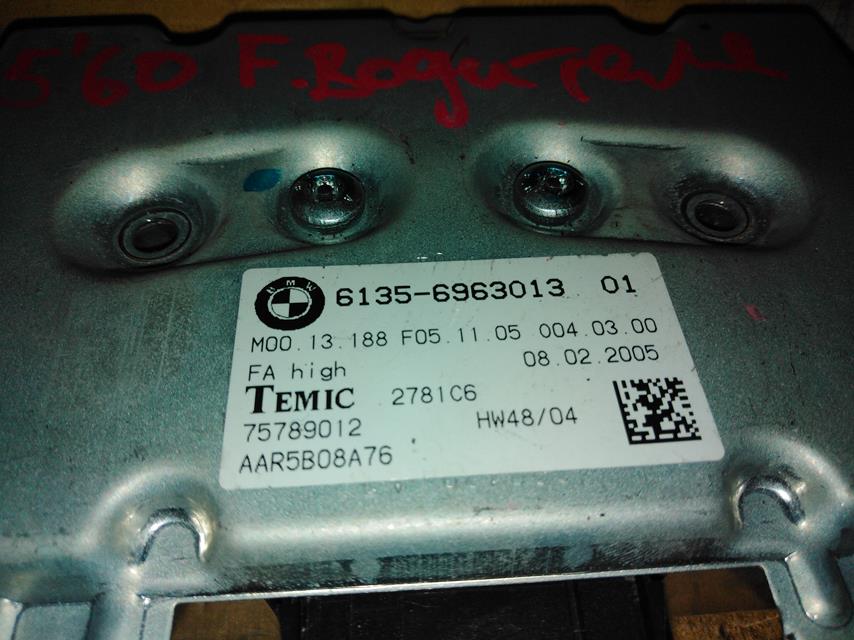 5'60 F.
BMW
6135-6963013 01
M00.13.188 F05.11.05 004.03.00
FA high 08.02.2005
TEMIC 2781C6
75789012 HW48/04
AAR5B08A76